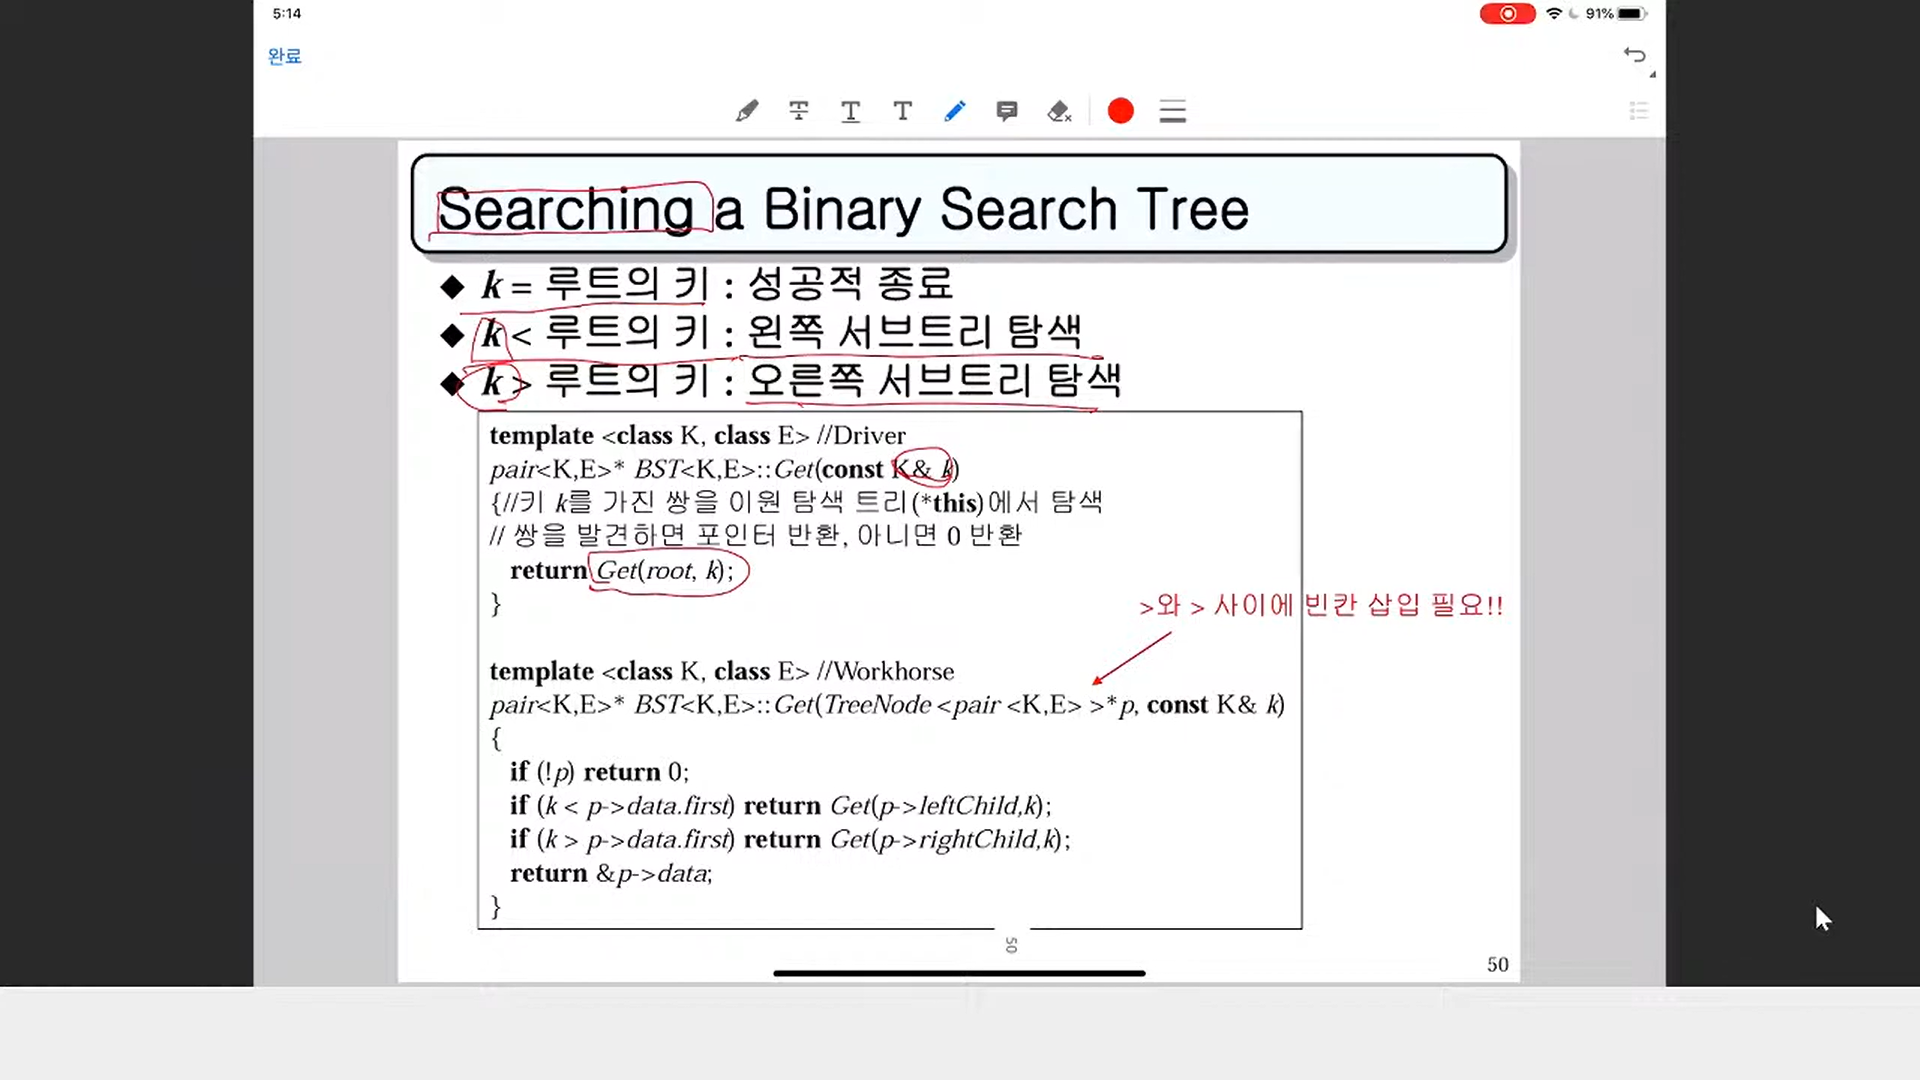 5:14
91%
완료
Searching a Binary Search Tree
◆ k = 루트의 키 : 성공적 종료
◆ k < 루트의 키 : 왼쪽 서브트리 탐색
◆ k > 루트의 키 : 오른쪽 서브트리 탐색
template <class K, class E> //Driver
pair<K,E>* BST<K,E>::Get(const K& k)
{//키 k를 가진 쌍을 이원 탐색 트리(*this)에서 탐색
// 쌍을 발견하면 포인터 반환, 아니면 0 반환
return Get(root, k);
}
>와 > 사이에 빈칸 삽입 필요!!
template <class K, class E> //Workhorse
pair<K,E>* BST<K,E>::Get(TreeNode <pair <K,E> >*p, const K& k)
{
if (!p) return 0;
if (k < p->data.first) return Get(p->leftChild,k);
if (k > p->data.first) return Get(p->rightChild,k);
return &p->data;
}
50
50